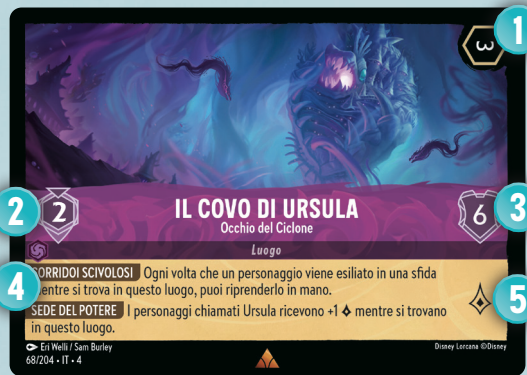 1
3
2
2
IL COVO DI URSULA
Occhio del Ciclone
6
3
Luogo
4
CORRIDOI SCIVOLOSI Ogni volta che un personaggio viene esiliato in una sfida
mentre si trova in questo luogo, puoi riprenderlo in mano.
SEDE DEL POTERE I personaggi chiamati Ursula ricevono +1 mentre si trovano
in questo luogo.
5
Eri Welli / Sam Burley
Disney Lorcana ©Disney
68/204 • IT • 4